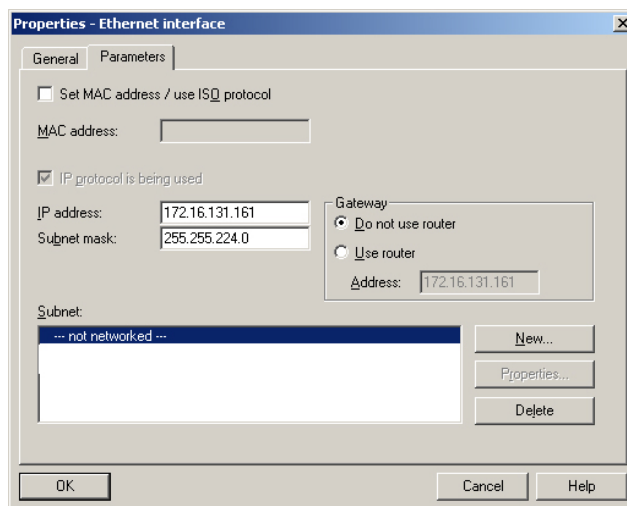 Properties - Ethernet interface
General Parameters
Set MAC address / use ISO protocol
MAC address:
IP protocol is being used
IP address: 172.16.131.161
Subnet mask: 255.255.224.0
Gateway
Do not use router
Use router
Address: 172.16.131.161
Subnet:
--- not networked ---
New...
Properties...
Delete
OK Cancel Help